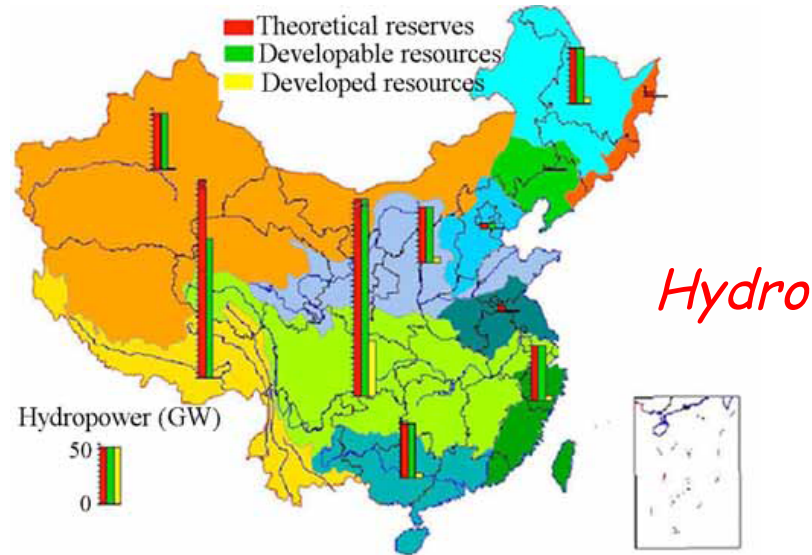 Theoretical reserves
Developable resources
Developed resources
Hydro
Hydropower (GW)
50
0